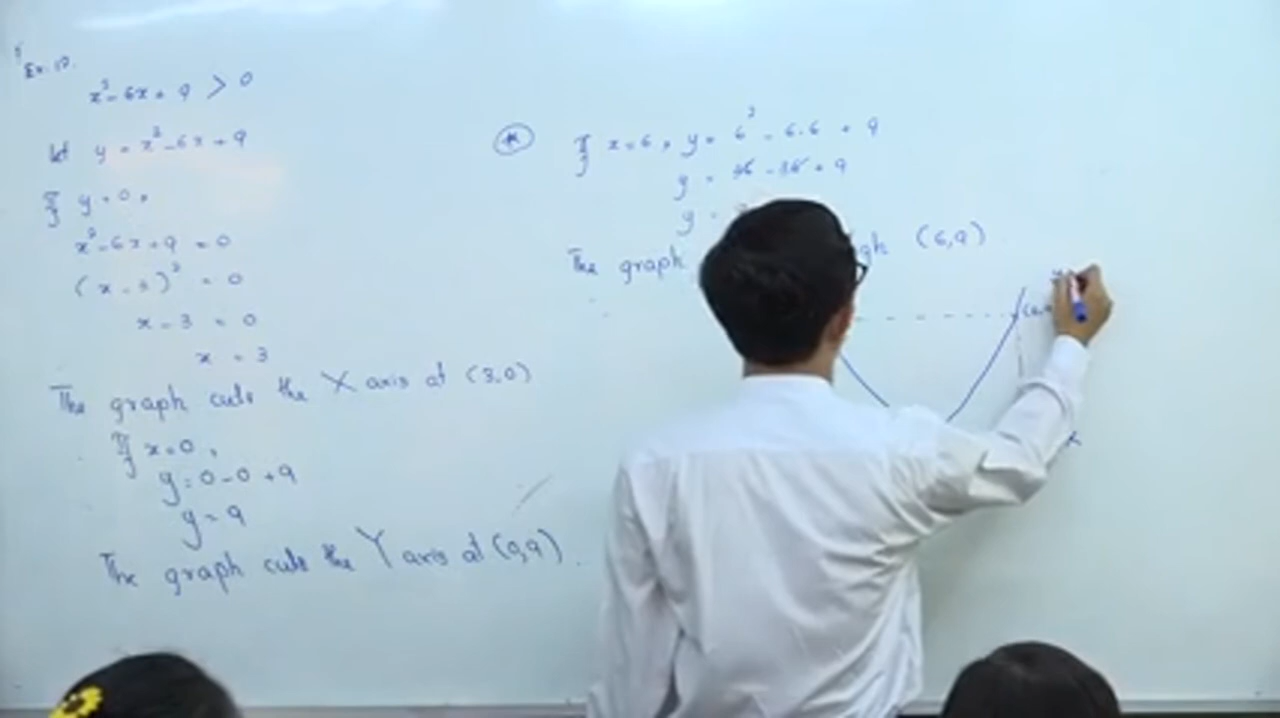 Ex. 10.
x² - 6x + 9 > 0
Let y = x² - 6x + 9
If y = 0,
x² - 6x + 9 = 0
(x - 3)² = 0
x - 3 = 0
x = 3
The graph cuts the X axis at (3,0)
If x = 0,
y = 0 - 0 + 9
y = 9
The graph cuts the Y axis at (0,9).
If x = 6, y = 6² - 6.6 + 9
y = 36 - 36 + 9
y =
The graph (6,9)